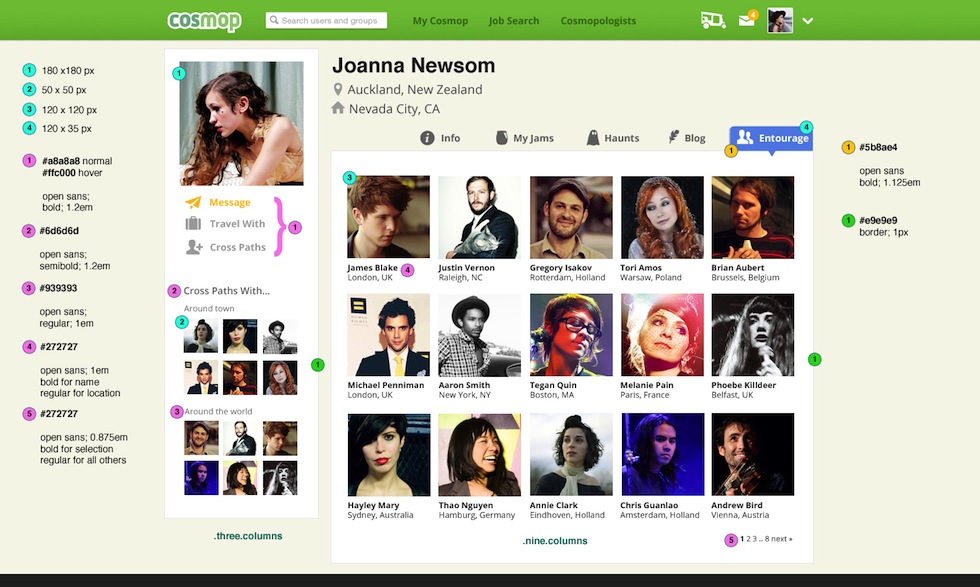 cosmop
Search users and groups
My Cosmop
Job Search
Cosmopologists
4
1 180 x180 px
2 50 x 50 px
3 120 x 120 px
4 120 x 35 px
1 #a8a8a8 normal
#ffc000 hover
open sans;
bold; 1.2em
2 #6d6d6d
open sans;
semibold; 1.2em
3 #939393
open sans;
regular; 1em
4 #272727
open sans; 1em
bold for name
regular for location
5 #272727
open sans; 0.875em
bold for selection
regular for all others
1
Message
Travel With
Cross Paths
1
2 Cross Paths With...
Around town
2
1
3 Around the world
.three.columns
Joanna Newsom
Auckland, New Zealand
Nevada City, CA
Info
My Jams
Haunts
Blog
Entourage
4
1
3
James Blake
London, UK
4
Justin Vernon
Raleigh, NC
Gregory Isakov
Rotterdam, Holland
Tori Amos
Warsaw, Poland
Brian Aubert
Brussels, Belgium
Michael Penniman
London, UK
Aaron Smith
New York, NY
Tegan Quin
Boston, MA
Melanie Pain
Paris, France
Phoebe Killdeer
Belfast, UK
Hayley Mary
Sydney, Australia
Thao Nguyen
Hamburg, Germany
Annie Clark
Eindhoven, Holland
Chris Guanlao
Amsterdam, Holland
Andrew Bird
Vienna, Austria
5 1 2 3 .. 8 next »
.nine.columns
1 #5b8ae4
open sans
bold; 1.125em
1 #e9e9e9
border; 1px
1